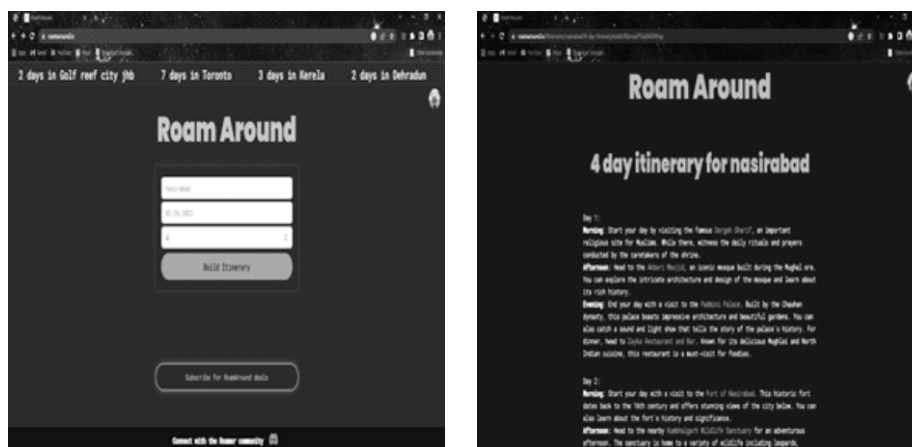 roamaround.io
2 days in Golf reef city jhb 7 days in Toronto 3 days in Kerela 2 days in Dehradun
Roam Around
nasirabad
4
Build Itinerary
Subscribe for RoamAround deals
Connect with the Roamer community
Roam Around
4 day itinerary for nasirabad
Day 1:
Morning: Start your day by visiting the famous Dargah Sharif, an important
religious site for Muslims. While there, witness the daily rituals and prayers
conducted by the caretakers of the shrine.
Afternoon: Head to the Akbari Masjid, an iconic mosque built during the Mughal era.
You can explore the intricate architecture and design of the mosque and learn about
its rich history.
Evening: End your day with a visit to the Padmini Palace. Built by the Chauhan
dynasty, this palace boasts impressive architecture and beautiful gardens. You can
also catch a sound and light show that tells the story of the palace's history. For
dinner, head to Zayka Restaurant and Bar. Known for its delicious Mughlai and North
Indian cuisine, this restaurant is a must-visit for foodies.
Day 2:
Morning: Start your day with a visit to the Fort of Nasirabad. This historic fort
dates back to the 16th century and offers stunning views of the city below. You can
also learn about the fort's history and significance.
Afternoon: Head to the nearby Kumbhalgarh Wildlife Sanctuary for an adventurous
afternoon. The sanctuary is home to a variety of wildlife including leopards,